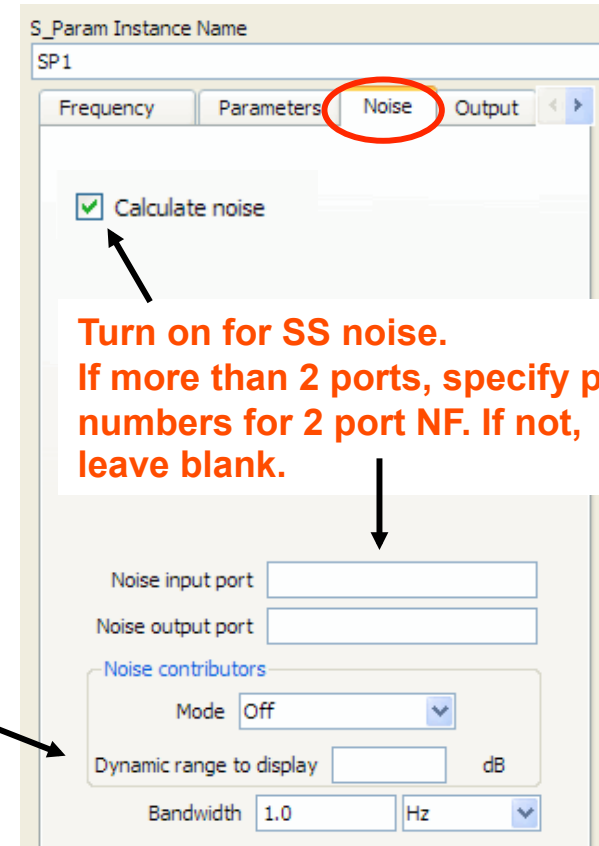 S_Param Instance Name
SP1
Frequency Parameters Noise Output
Calculate noise
Turn on for SS noise.
If more than 2 ports, specify
numbers for 2 port NF. If not,
leave blank.
Noise input port
Noise output port
Noise contributors
Mode Off
Dynamic range to display dB
Bandwidth 1.0 Hz